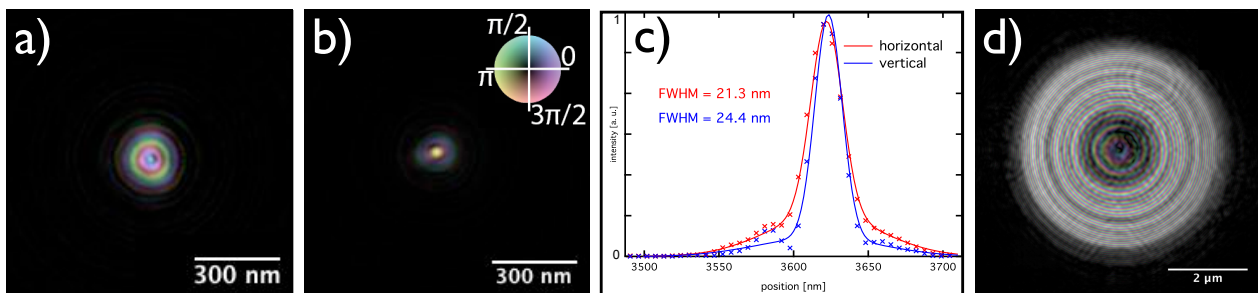 a)
300 nm
b)
π/2
0
π
3π/2
300 nm
c)
1
horizontal
vertical
FWHM = 21.3 nm
FWHM = 24.4 nm
intensity [a. u.]
3500
3550
3600
3650
3700
position [nm]
d)
2 µm